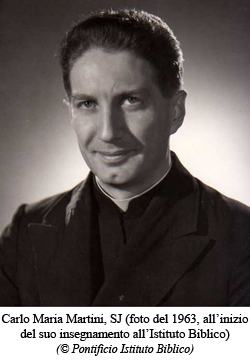 Carlo Maria Martini, SJ (foto del 1963, all’inizio
del suo insegnamento all’Istituto Biblico)
(© Pontificio Istituto Biblico)